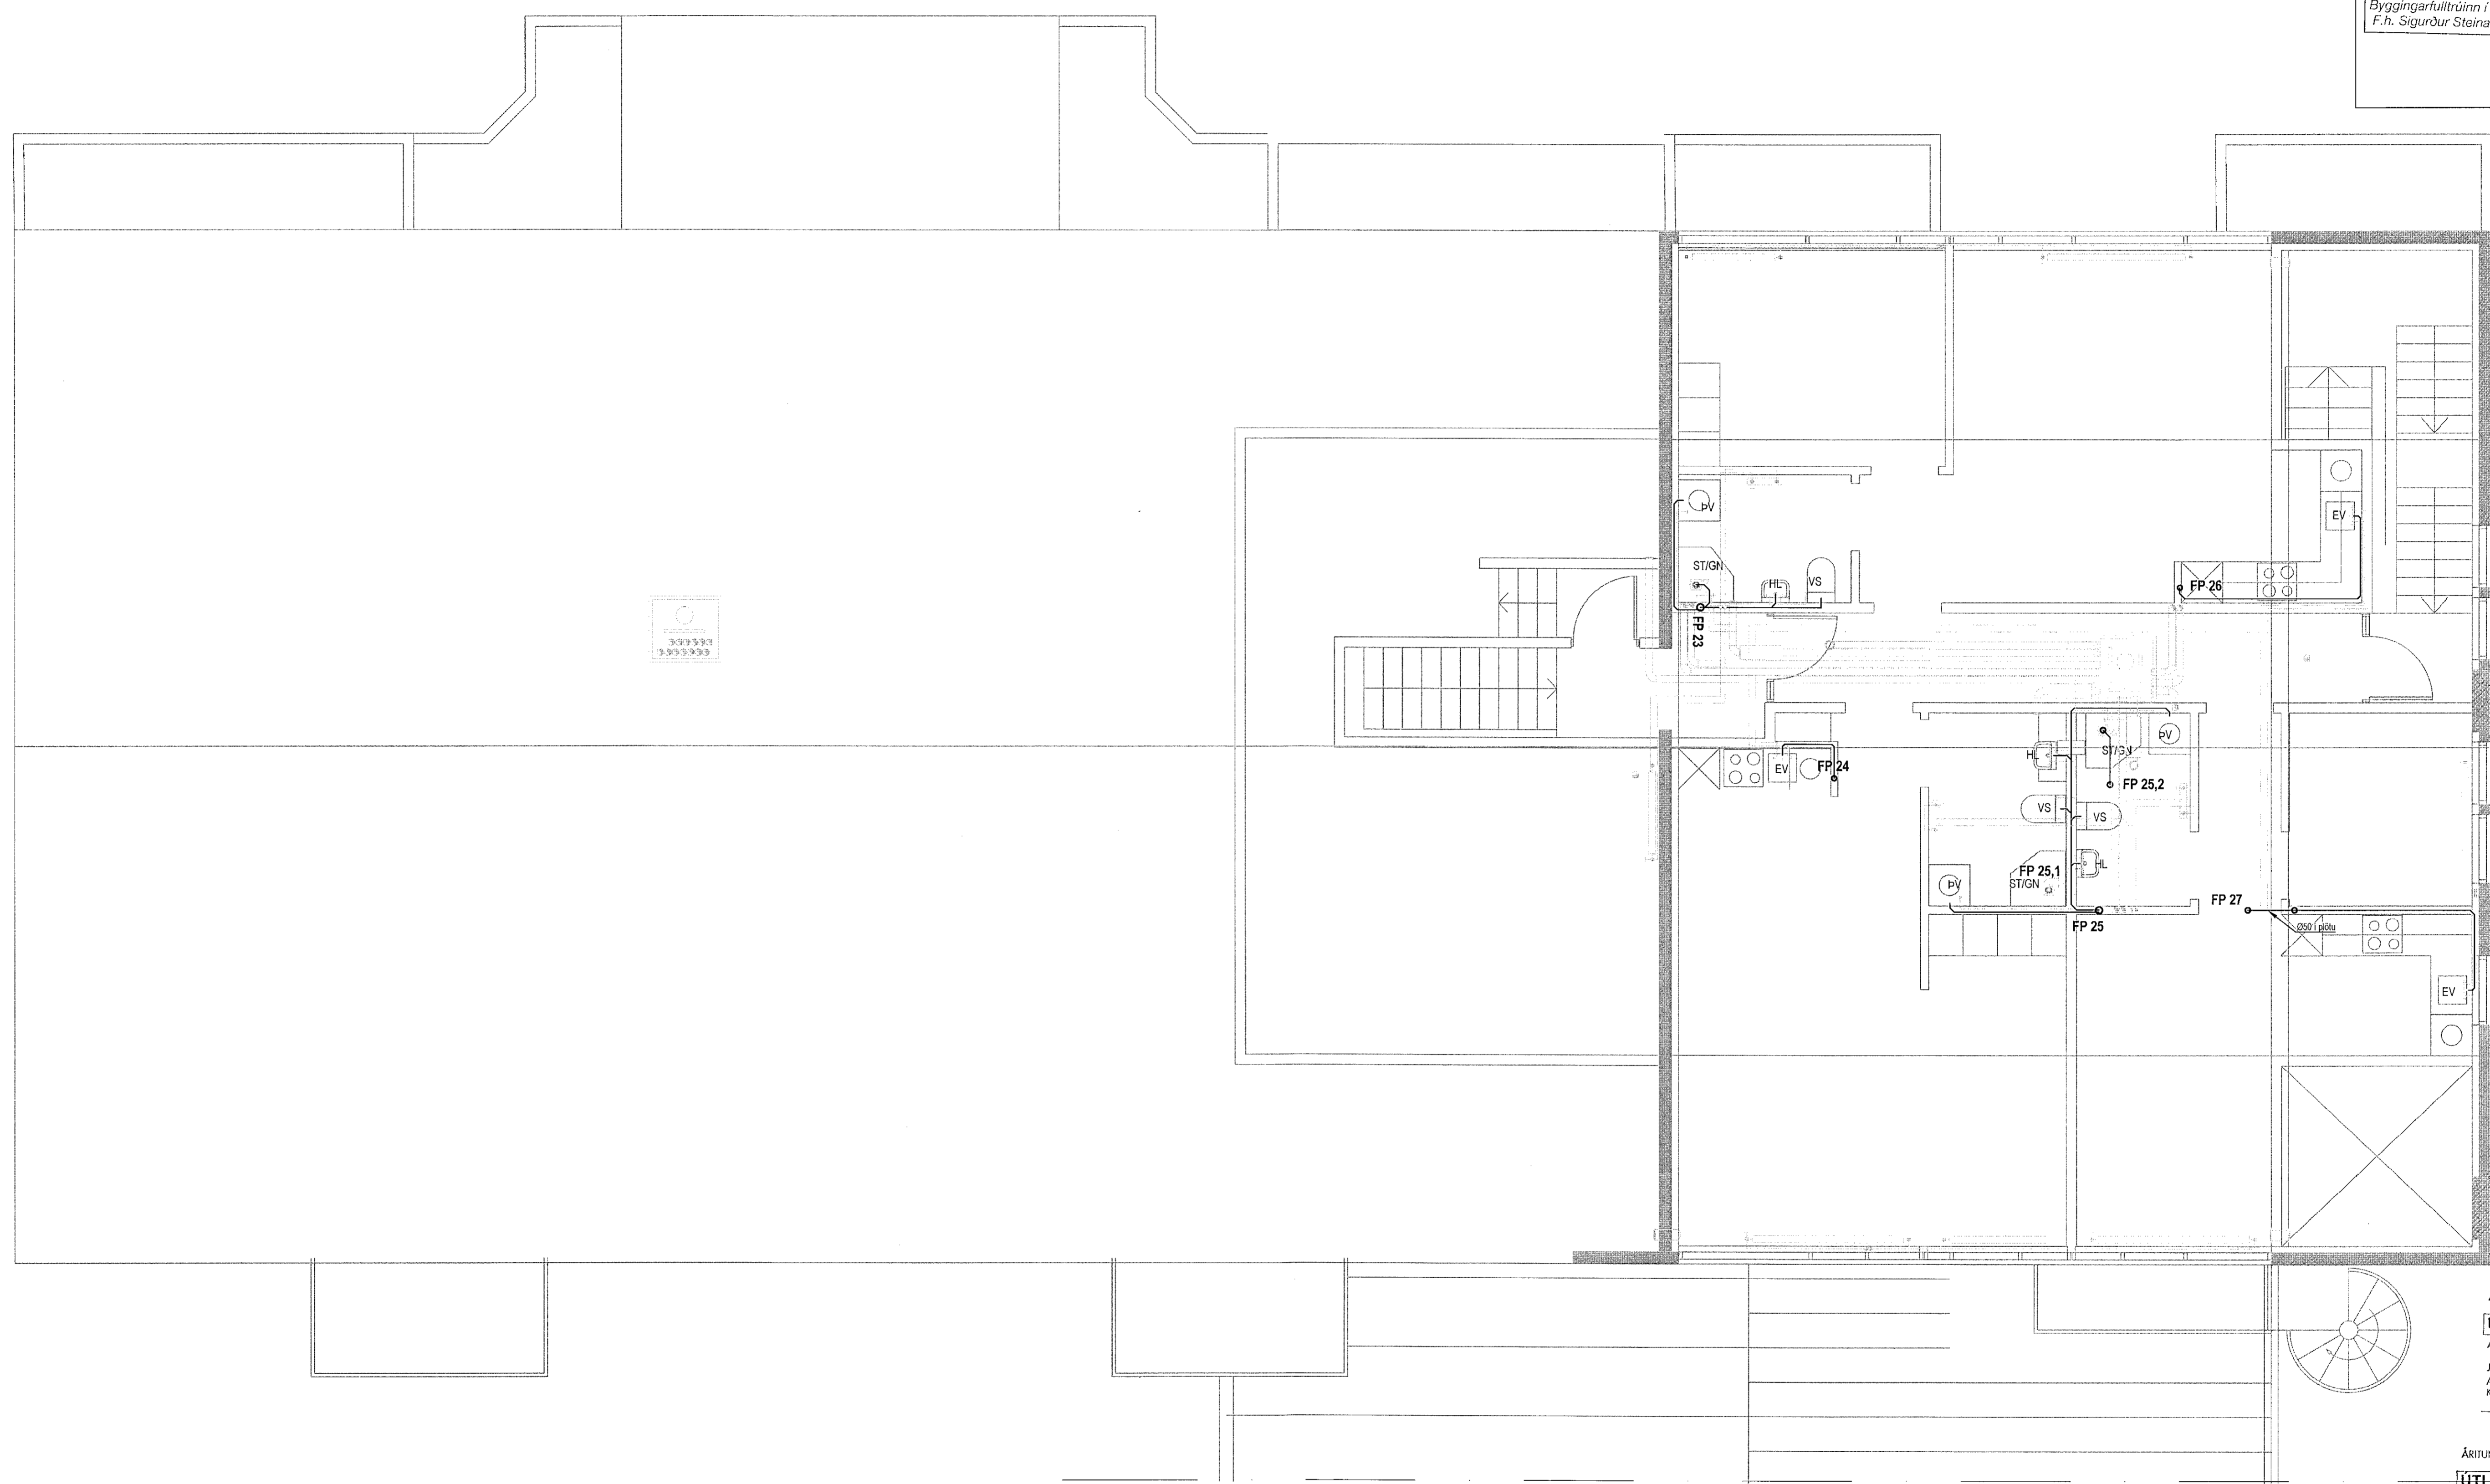 Byggingarfulltrúinn í
F.h. Sigurður Steina
ÞV
EV
ST/GN
HL
VS
FP 26
FP 23
ÞV
HL
ST/GN
EV
FP 24
FP 25,2
VS
VS
HL
FP 25,1
ÞV
ST/GN
FP 27
FP 25
Ø50 í plötu
EV